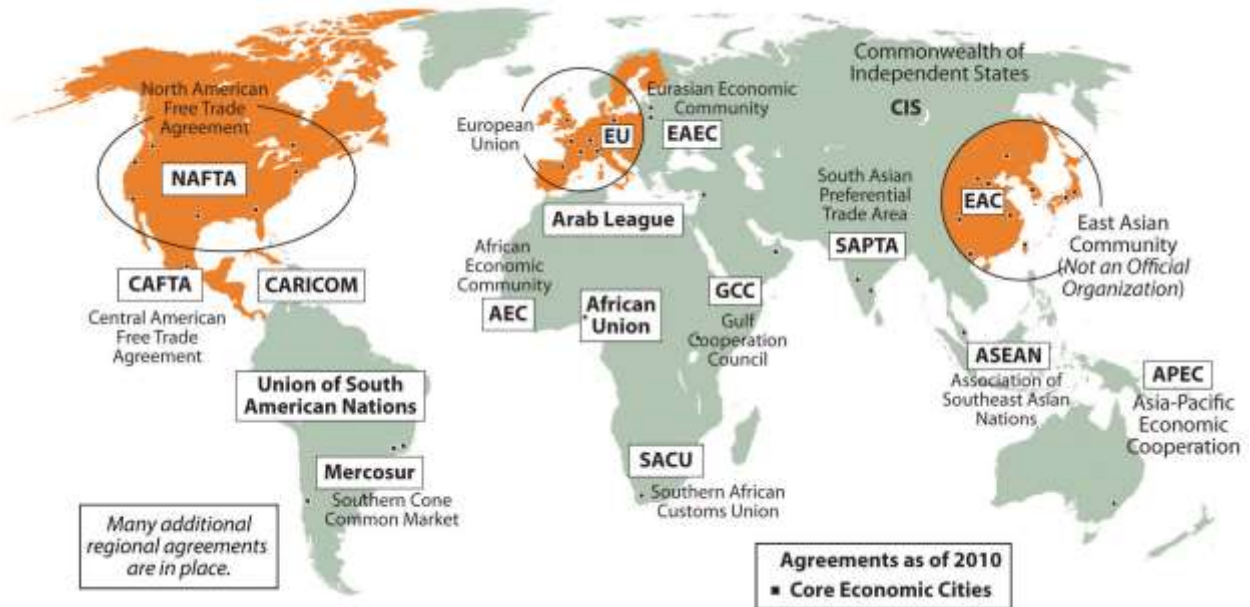 North American
Free Trade
Agreement
NAFTA
CAFTA
Central American
Free Trade
Agreement
CARICOM
Union of South
American Nations
Mercosur
Southern Cone
Common Market
Many additional
regional agreements
are in place.
European
Union
EU
Eurasian Economic
Community
EAEC
Commonwealth of
Independent States
CIS
Arab League
African
Economic
Community
AEC
African
Union
GCC
Gulf
Cooperation
Council
SACU
Southern African
Customs Union
South Asian
Preferential
Trade Area
SAPTA
EAC
East Asian
Community
(Not an Official
Organization)
ASEAN
Association of
Southeast Asian
Nations
APEC
Asia-Pacific
Economic
Cooperation
Agreements as of 2010
Core Economic Cities